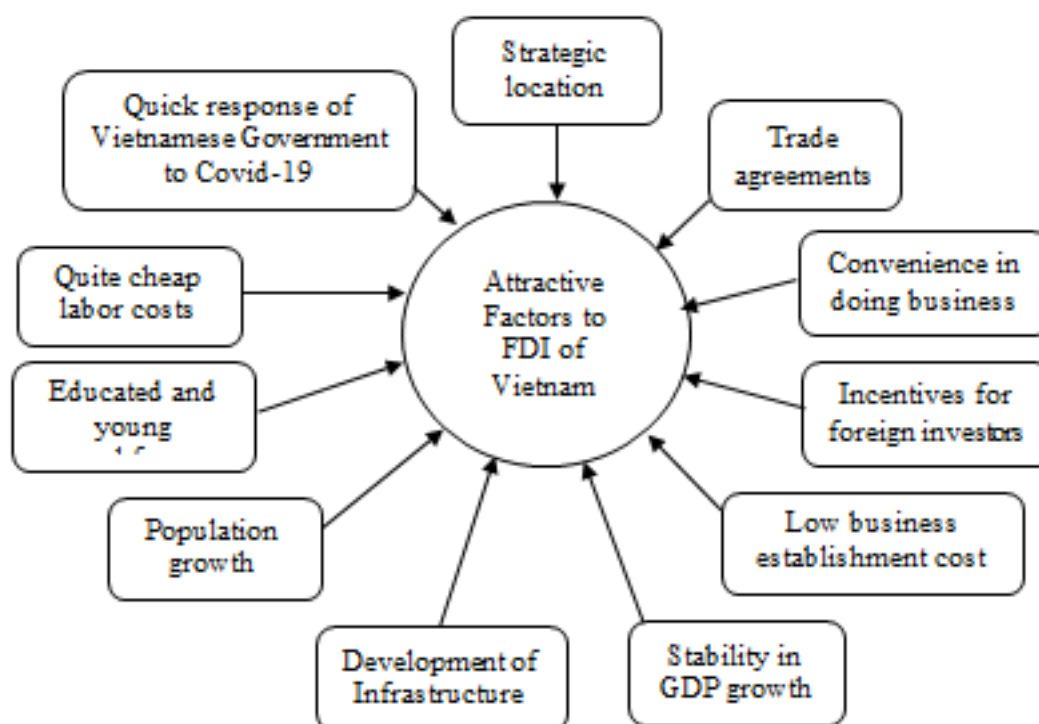 Strategic
location
Quick response of
Vietnamese Government
to Covid-19
Trade
agreements
Quite cheap
labor costs
Convenience in
doing business
Attractive
Factors to
FDI of
Vietnam
Educated and
young
Incentives for
foreign investors
Population
growth
Low business
establishment cost
Development of
Infrastructure
Stability in
GDP growth